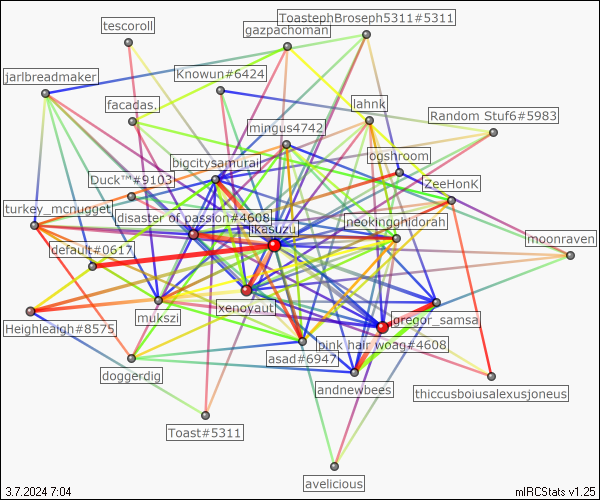 ToastephBroseph5311#5311
tescoroll
gazpachoman
jarlbreadmaker
Knowun#6424
facadas.
lahnk
Random Stuf6#5983
mingus4742
bigcitysamurai
ogshroom
Duck™#9103
ZeeHonK
turkey_mcnugget
disaster of passion#4608
neokingghidorah
ikesuzu
moonraven
default#0617
xenoyaut
mukszi
gregor_samsa
Heighleaigh#8575
pink hair woag#4608
asad#6947
doggerdig
andnewbees
thiccusboiusalexusjoneus
Toast#5311
avelicious
3.7.2024 7:04
mIRCStats v1.25